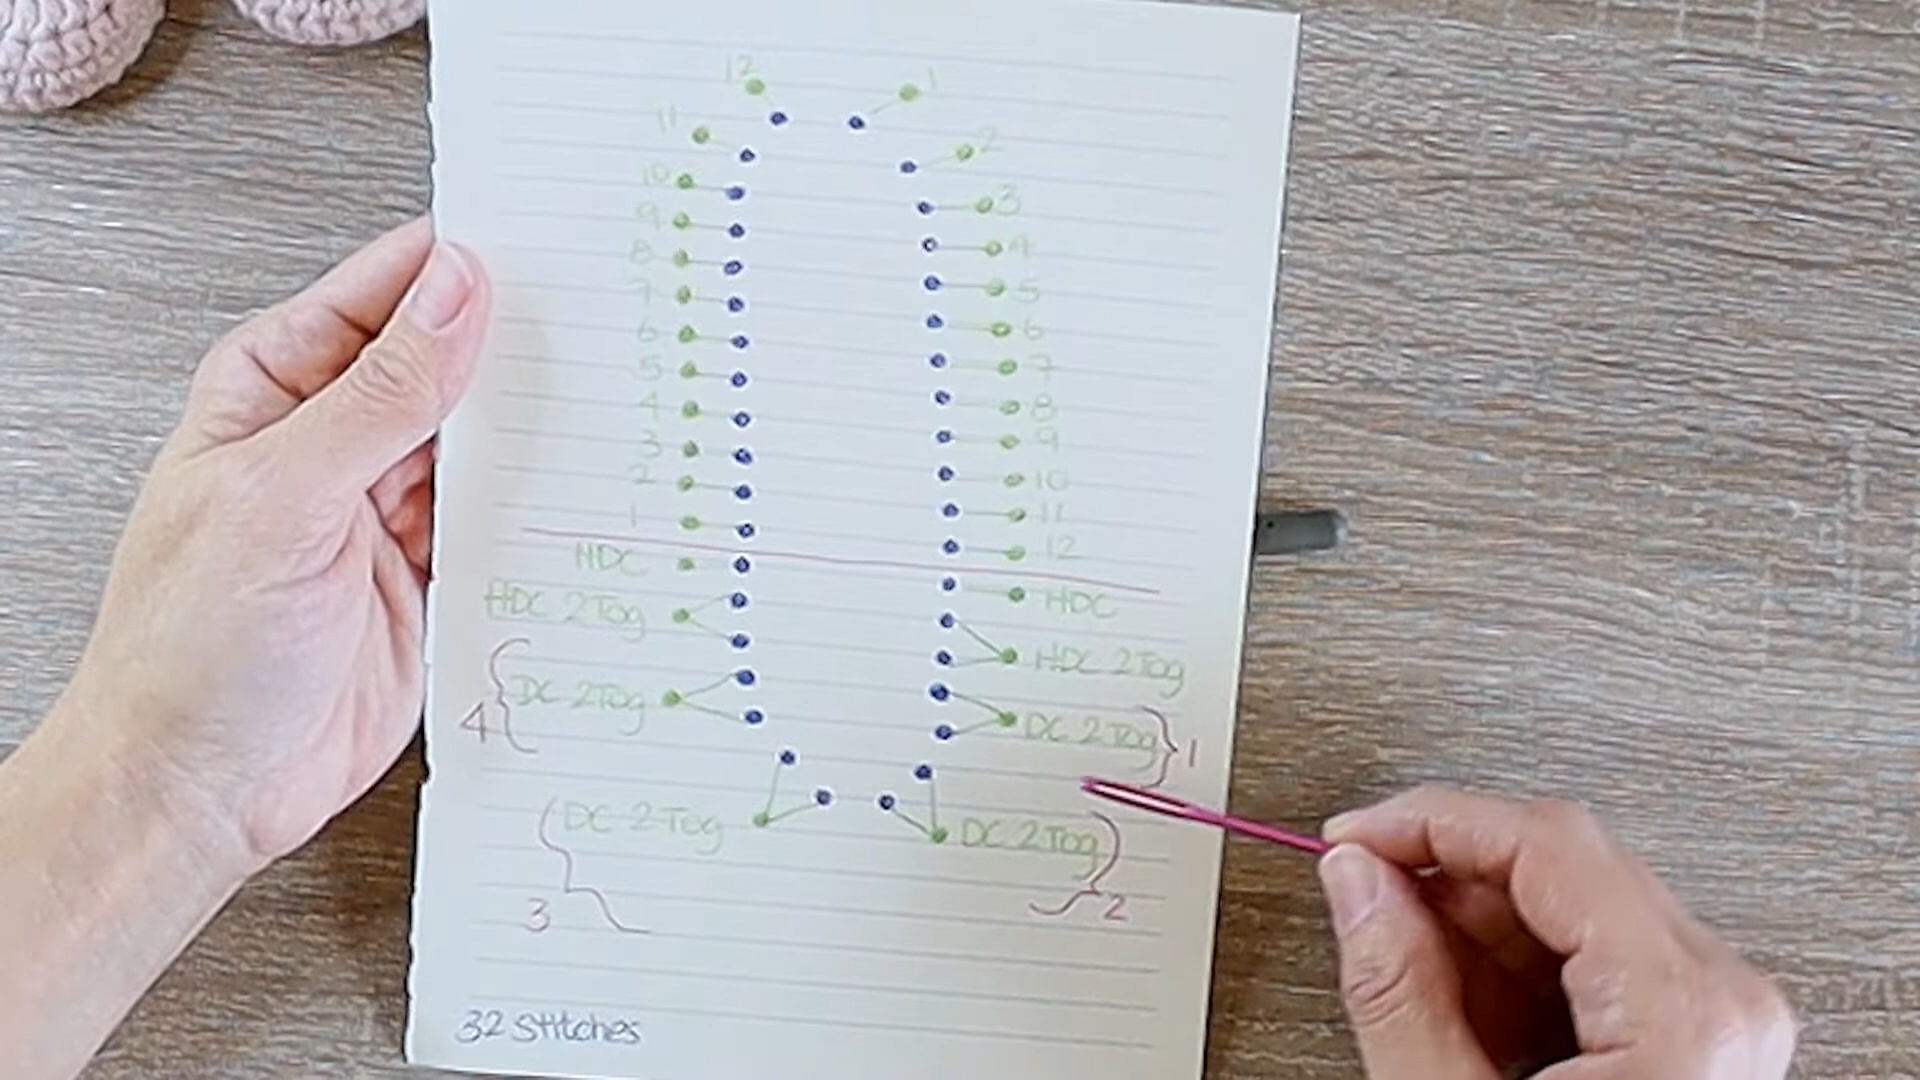 12 1
11 2
10 3
9 4
8 5
7 6
6 7
5 8
4 9
3 10
2 11
1 12
HDC HDC
HDC 2Tog HDC 2Tog
4 DC 2Tog DC 2Tog 1
DC 2Tog DC 2Tog
3 2
32 Stitches